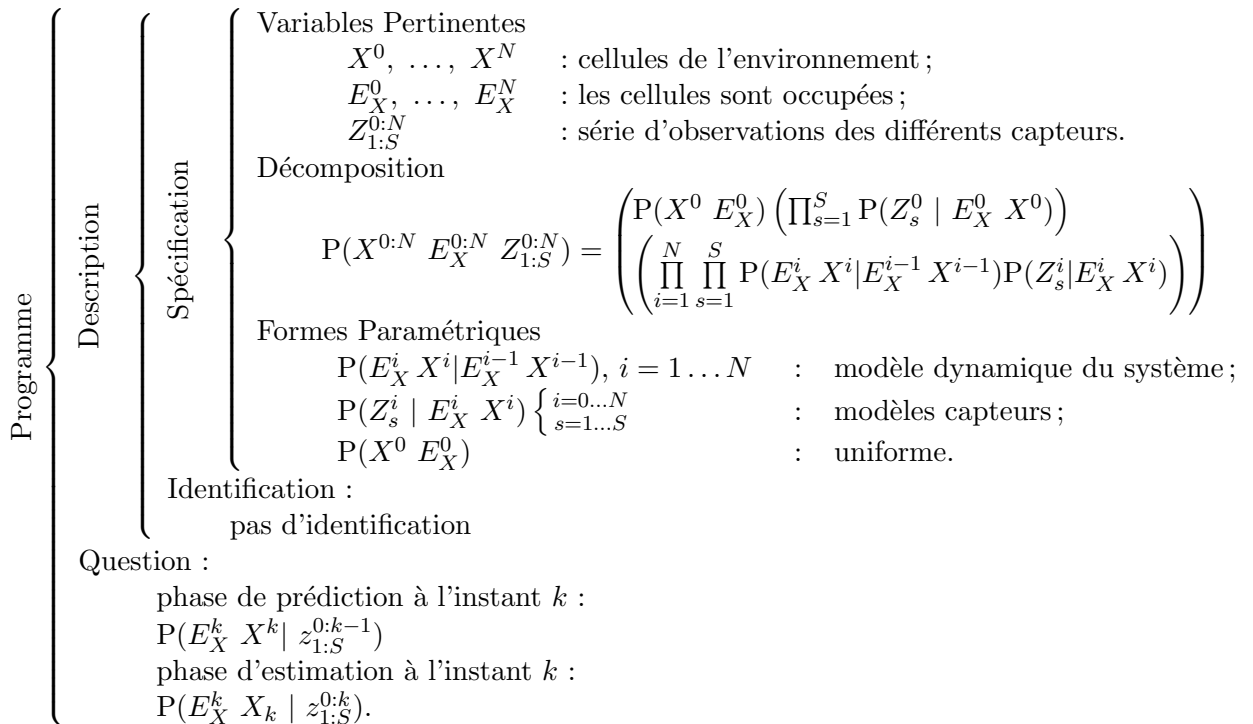 Programme
Description
Spécification
Variables Pertinentes
X^0, …, X^N : cellules de l'environnement ;
E_X^0, …, E_X^N : les cellules sont occupées ;
Z_{1:S}^{0:N} : série d'observations des différents capteurs.
Décomposition
P(X^{0:N} E_X^{0:N} Z_{1:S}^{0:N}) = ( P(X^0 E_X^0) ( ∏_{s=1}^S P(Z_s^0 | E_X^0 X^0) )
( ∏_{i=1}^N ∏_{s=1}^S P(E_X^i X^i|E_X^{i−1} X^{i−1})P(Z_s^i|E_X^i X^i) ) )
Formes Paramétriques
P(E_X^i X^i|E_X^{i−1} X^{i−1}), i = 1 … N : modèle dynamique du système ;
P(Z_s^i | E_X^i X^i) { i=0…N s=1…S : modèles capteurs ;
P(X^0 E_X^0) : uniforme.
Identification :
pas d'identification
Question :
phase de prédiction à l'instant k :
P(E_X^k X^k| z_{1:S}^{0:k−1})
phase d'estimation à l'instant k :
P(E_X^k X_k | z_{1:S}^{0:k}).